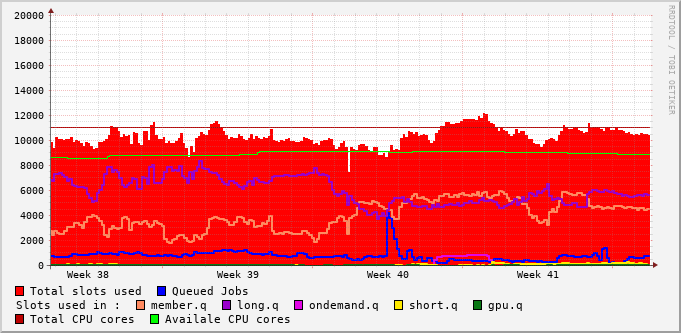 RRDTOOL / TOBI OETIKER
20000
18000
16000
14000
12000
10000
8000
6000
4000
2000
0
Week 38 Week 39 Week 40 Week 41
Total slots used Queued Jobs
Slots used in : member.q long.q ondemand.q short.q gpu.q
Total CPU cores Availale CPU cores